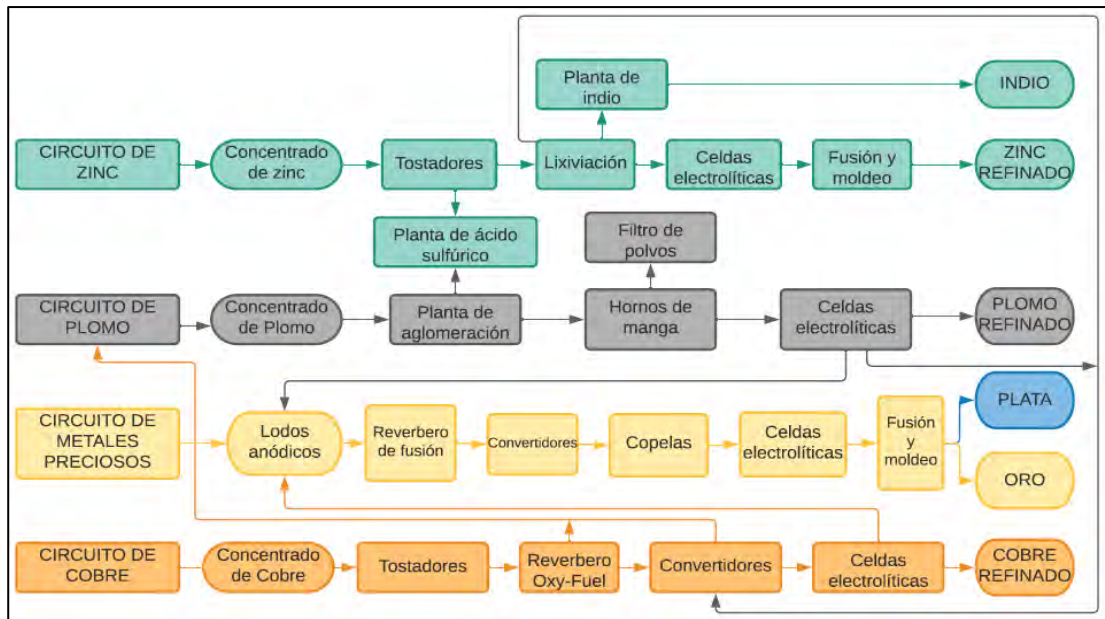 Planta de
indio
INDIO
CIRCUITO DE
ZINC
Concentrado
de zinc
Tostadores
Lixiviación
Celdas
electrolíticas
Fusión y
moldeo
ZINC
REFINADO
Planta de ácido
sulfúrico
Filtro de
polvos
CIRCUITO DE
PLOMO
Concentrado
de Plomo
Planta de
aglomeración
Hornos de
manga
Celdas
electrolíticas
PLOMO
REFINADO
CIRCUITO DE
METALES
PRECIOSOS
Lodos
anódicos
Reverbero
de fusión
Convertidores
Copelas
Celdas
electrolíticas
Fusión
y
moldeo
PLATA
ORO
CIRCUITO DE
COBRE
Concentrado
de Cobre
Tostadores
Reverbero
Oxy-Fuel
Convertidores
Celdas
electrolíticas
COBRE
REFINADO